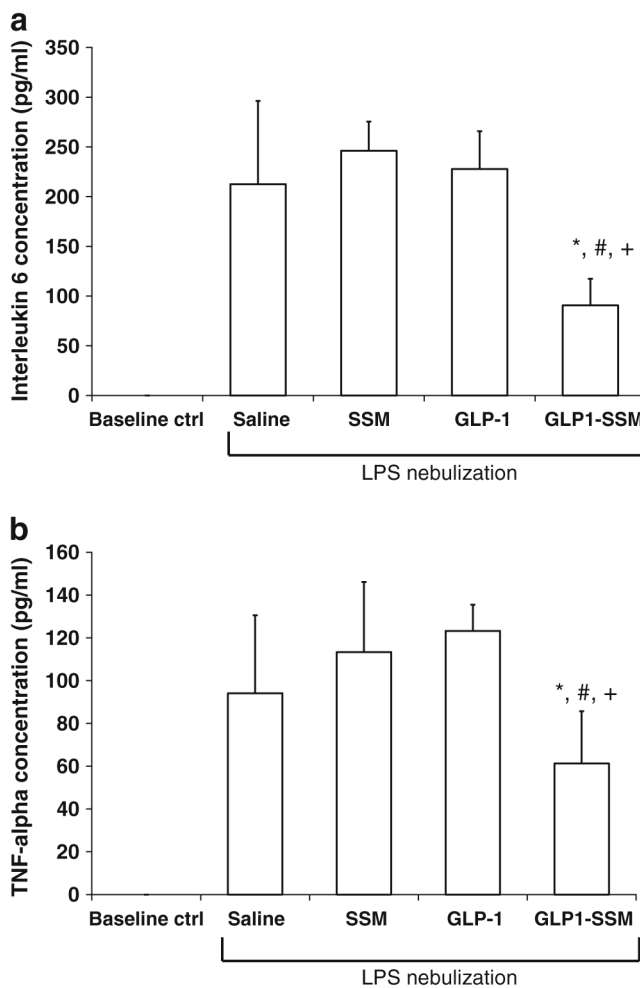 a
Interleukin 6 concentration (pg/ml)
350
300
250
200
150
100
50
0
*, #, +
Baseline ctrl Saline SSM GLP-1 GLP1-SSM
LPS nebulization
b
TNF-alpha concentration (pg/ml)
160
140
120
100
80
60
40
20
0
*, #, +
Baseline ctrl Saline SSM GLP-1 GLP1-SSM
LPS nebulization